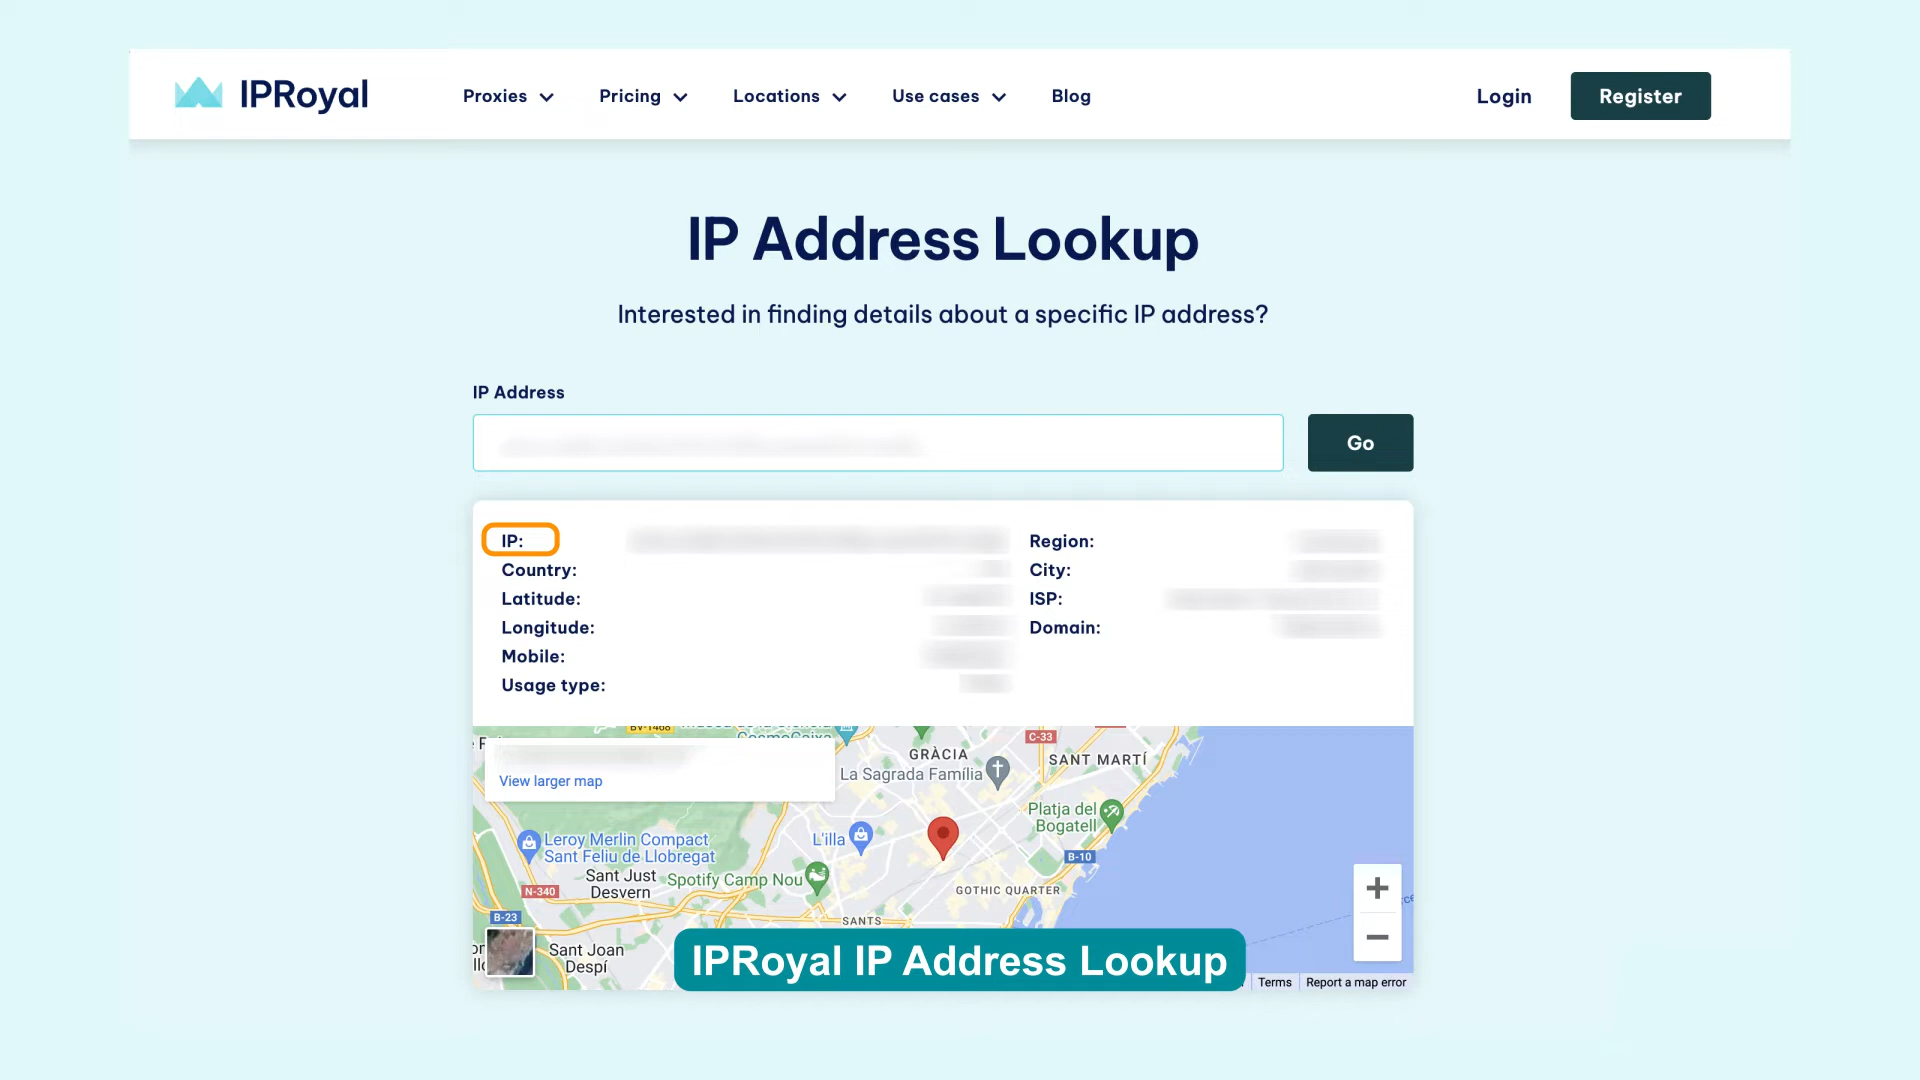 IPRoyal
Proxies
Pricing
Locations
Use cases
Blog
Login
Register
IP Address Lookup
Interested in finding details about a specific IP address?
IP Address
Go
IP:
Country:
Latitude:
Longitude:
Mobile:
Usage type:
Region:
City:
ISP:
Domain:
BV-1468
CosmoCaixa
View larger map
GRÀCIA
La Sagrada Família
C-33
SANT MARTÍ
Platja del
Bogatell
Leroy Merlin Compact
Sant Feliu de Llobregat
L'illa
B-10
Sant Just
Desvern
Spotify Camp Nou
N-340
GOTHIC QUARTER
B-23
SANTS
Sant Joan
Despí
IPRoyal IP Address Lookup
Terms
Report a map error